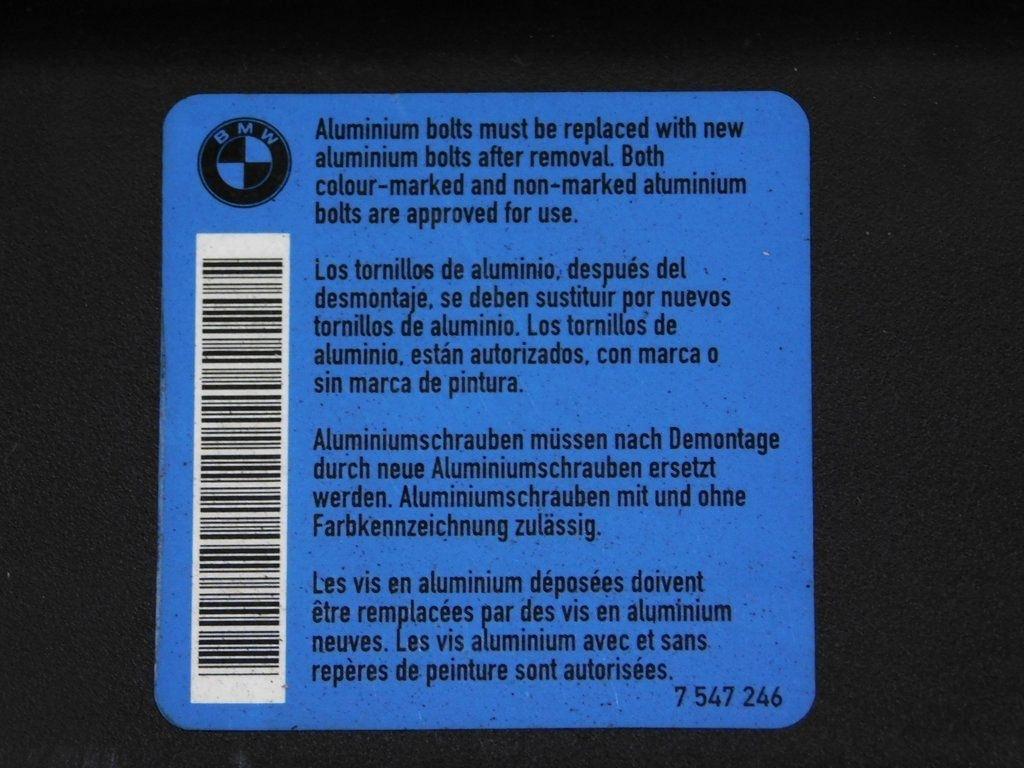 BMW
Aluminium bolts must be replaced with new
aluminium bolts after removal. Both
colour-marked and non-marked aluminium
bolts are approved for use.
Los tornillos de aluminio, después del
desmontaje, se deben sustituir por nuevos
tornillos de aluminio. Los tornillos de
aluminio, están autorizados, con marca o
sin marca de pintura.
Aluminiumschrauben müssen nach Demontage
durch neue Aluminiumschrauben ersetzt
werden. Aluminiumschrauben mit und ohne
Farbkennzeichnung zulässig.
Les vis en aluminium déposées doivent
être remplacées par des vis en aluminium
neuves. Les vis aluminium avec et sans
repères de peinture sont autorisées.
7 547 246